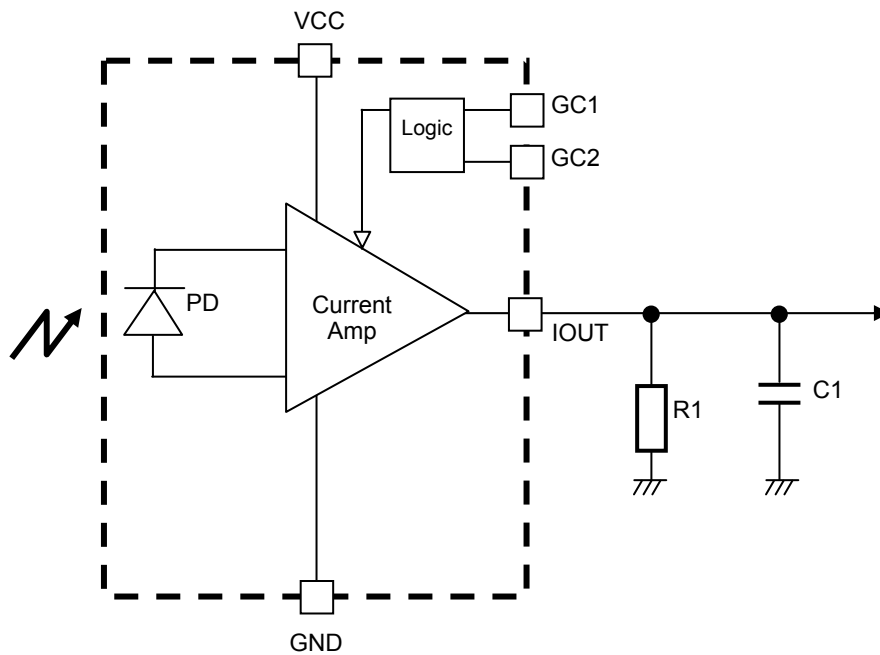 VCC
GC1
Logic
GC2
PD
Current
Amp
IOUT
R1
C1
GND